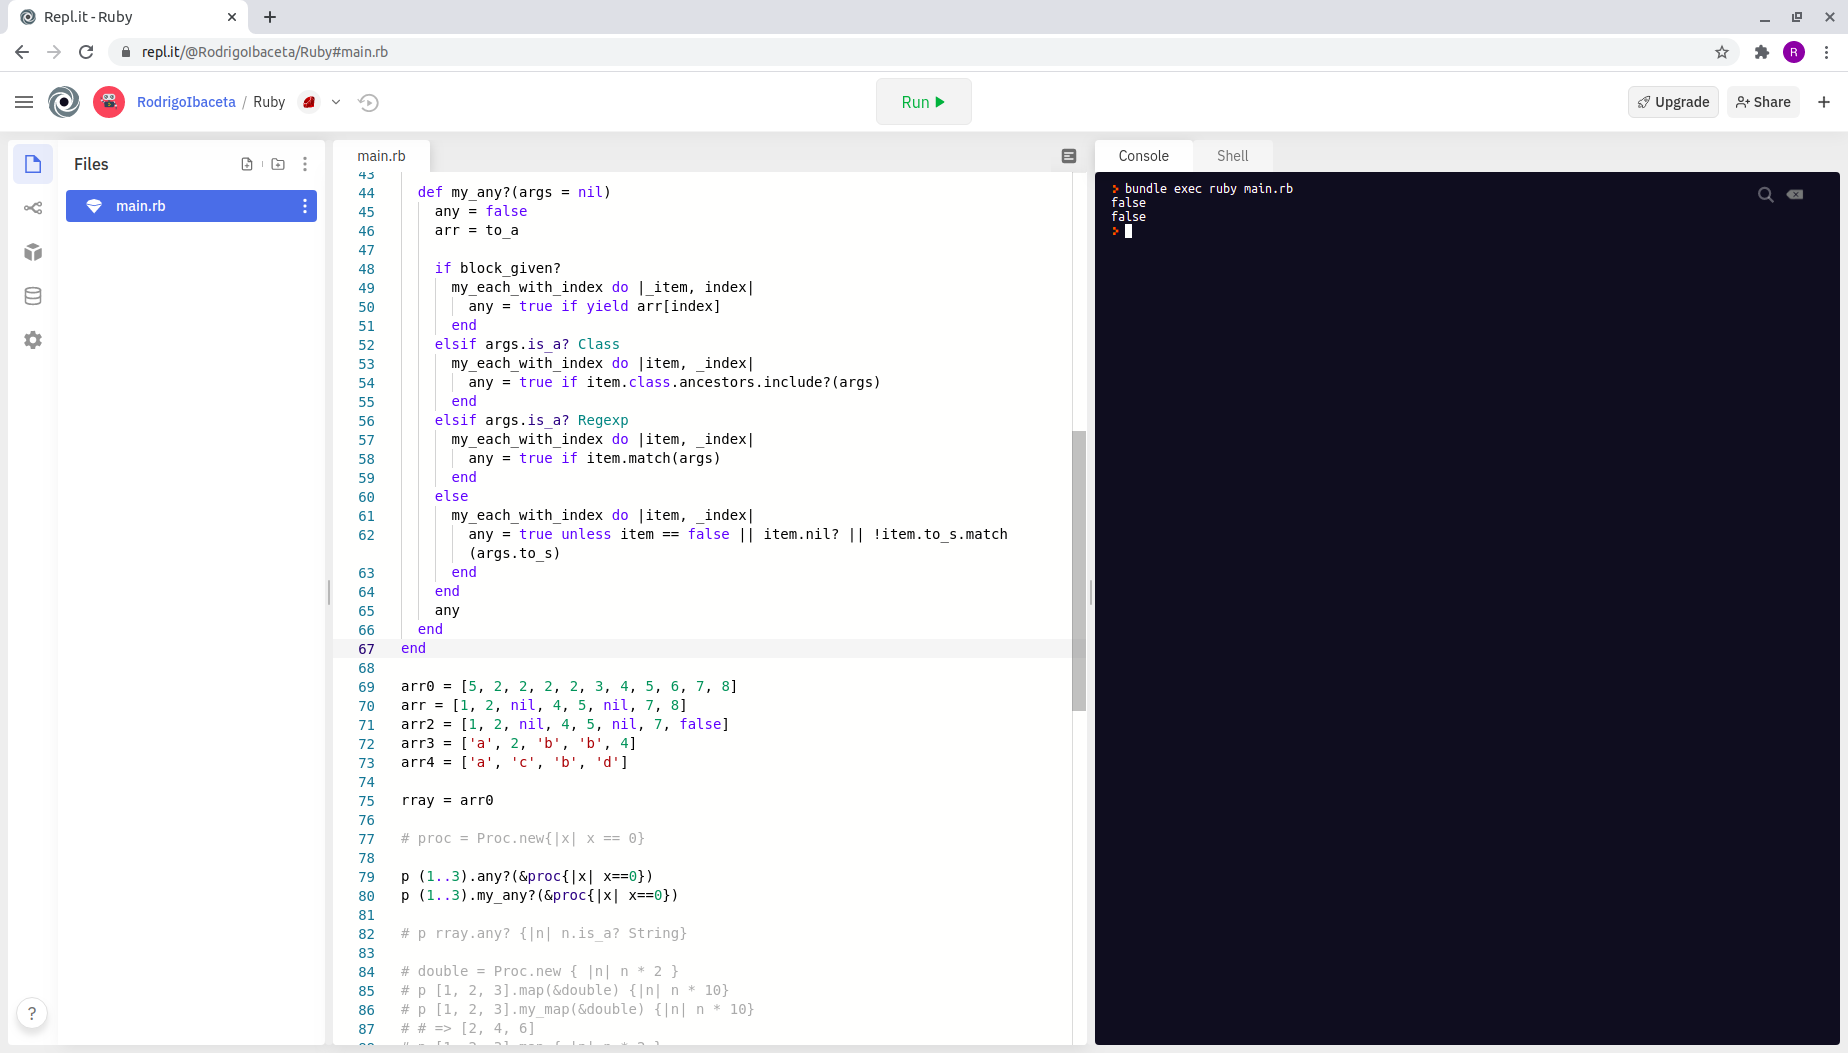 Repl.it - Ruby
repl.it/@RodrigoIbaceta/Ruby#main.rb
R
RodrigoIbaceta / Ruby
Run
Upgrade
Share
Files
main.rb
main.rb
43
44 def my_any?(args = nil)
45 any = false
46 arr = to_a
47
48 if block_given?
49 my_each_with_index do |_item, index|
50 any = true if yield arr[index]
51 end
52 elsif args.is_a? Class
53 my_each_with_index do |item, _index|
54 any = true if item.class.ancestors.include?(args)
55 end
56 elsif args.is_a? Regexp
57 my_each_with_index do |item, _index|
58 any = true if item.match(args)
59 end
60 else
61 my_each_with_index do |item, _index|
62 any = true unless item == false || item.nil? || !item.to_s.match
(args.to_s)
63 end
64 end
65 any
66 end
67 end
68
69 arr0 = [5, 2, 2, 2, 2, 3, 4, 5, 6, 7, 8]
70 arr = [1, 2, nil, 4, 5, nil, 7, 8]
71 arr2 = [1, 2, nil, 4, 5, nil, 7, false]
72 arr3 = ['a', 2, 'b', 'b', 4]
73 arr4 = ['a', 'c', 'b', 'd']
74
75 rray = arr0
76
77 # proc = Proc.new{|x| x == 0}
78
79 p (1..3).any?(&proc{|x| x==0})
80 p (1..3).my_any?(&proc{|x| x==0})
81
82 # p rray.any? {|n| n.is_a? String}
83
84 # double = Proc.new { |n| n * 2 }
85 # p [1, 2, 3].map(&double) {|n| n * 10}
86 # p [1, 2, 3].my_map(&double) {|n| n * 10}
87 # # => [2, 4, 6]
Console
Shell
> bundle exec ruby main.rb
false
false
>
?